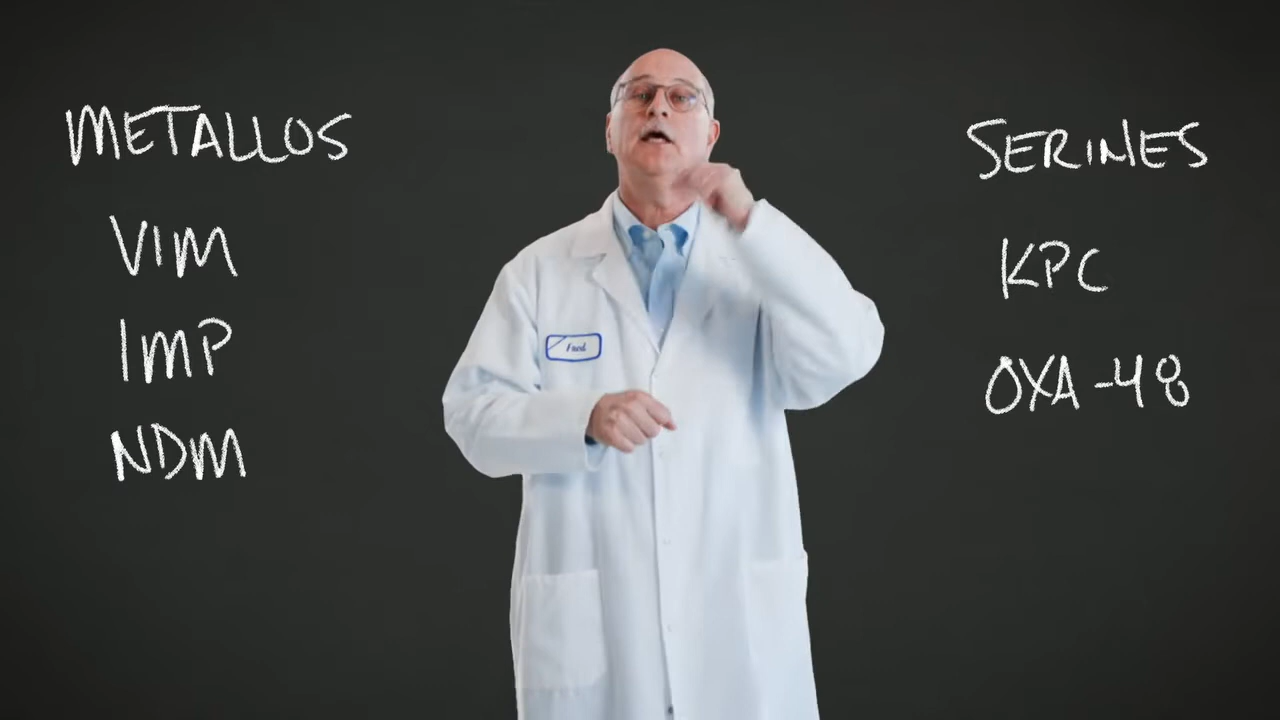 METALLOS
VIM
IMP
NDM
Fred
SERINES
KPC
OXA-48